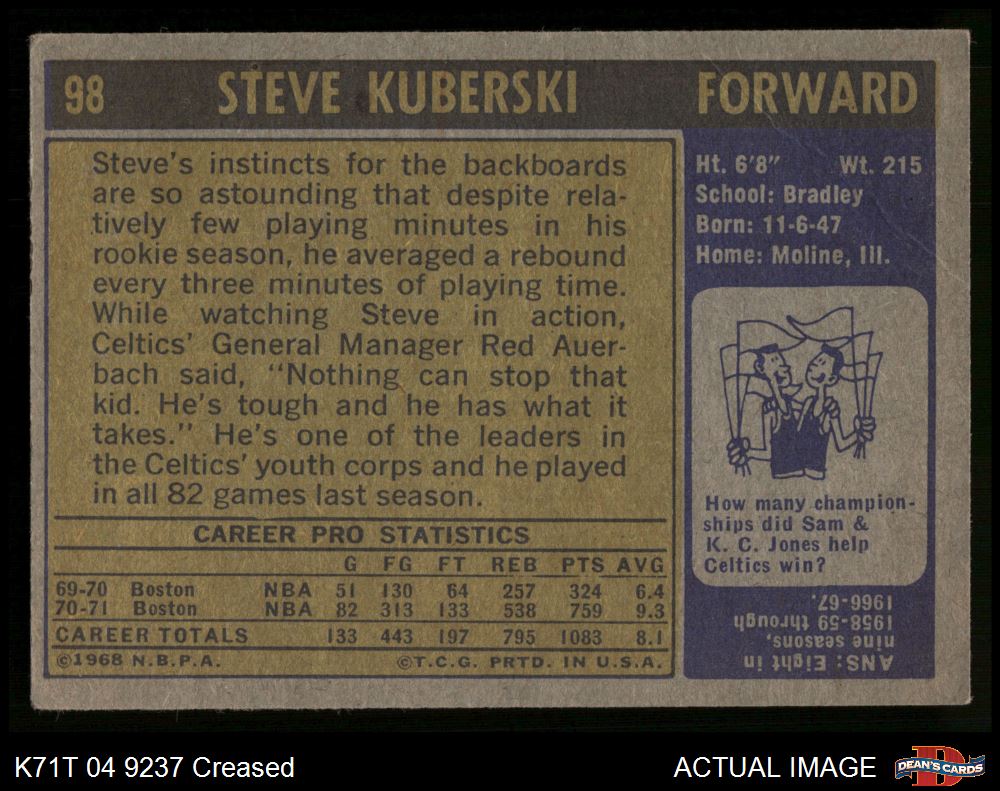 98 STEVE KUBERSKI FORWARD
Steve's instincts for the backboards
are so astounding that despite rela-
tively few playing minutes in his
rookie season, he averaged a rebound
every three minutes of playing time.
While watching Steve in action,
Celtics' General Manager Red Auer-
bach said, "Nothing can stop that
kid. He's tough and he has what it
takes." He's one of the leaders in
the Celtics' youth corps and he played
in all 82 games last season.
CAREER PRO STATISTICS
G FG FT REB PTS AVG
69-70 Boston NBA 51 130 64 257 324 6.4
70-71 Boston NBA 82 313 133 538 759 9.3
CAREER TOTALS 133 443 197 795 1083 8.1
©1968 N.B.P.A. ©T.C.G. PRTD. IN U.S.A.
Ht. 6'8" Wt. 215
School: Bradley
Born: 11-6-47
Home: Moline, Ill.
How many champion-
ships did Sam &
K. C. Jones help
Celtics win?
ANS: Eight in
nine seasons,
1958-59 through
1966-67.
K71T 04 9237 Creased
ACTUAL IMAGE
DEAN'S CARDS